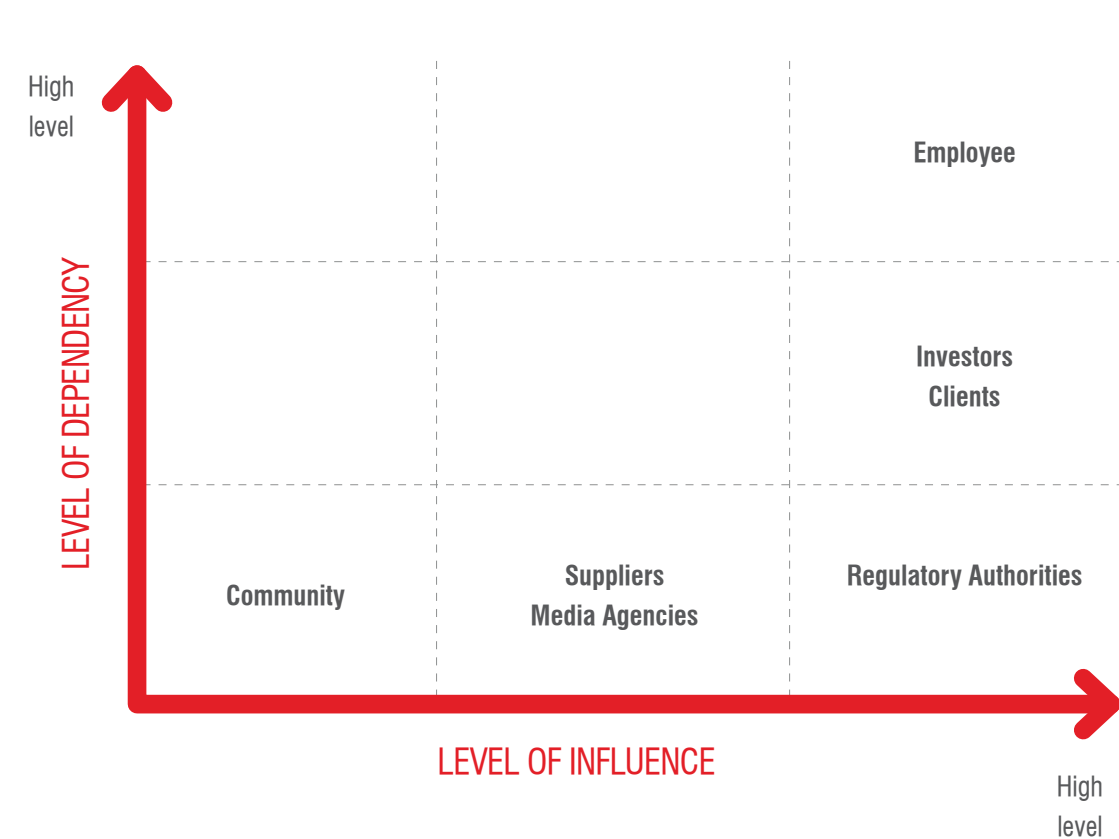 High
level
Employee
LEVEL OF DEPENDENCY
Investors
Clients
Community
Suppliers
Media Agencies
Regulatory Authorities
LEVEL OF INFLUENCE
High
level